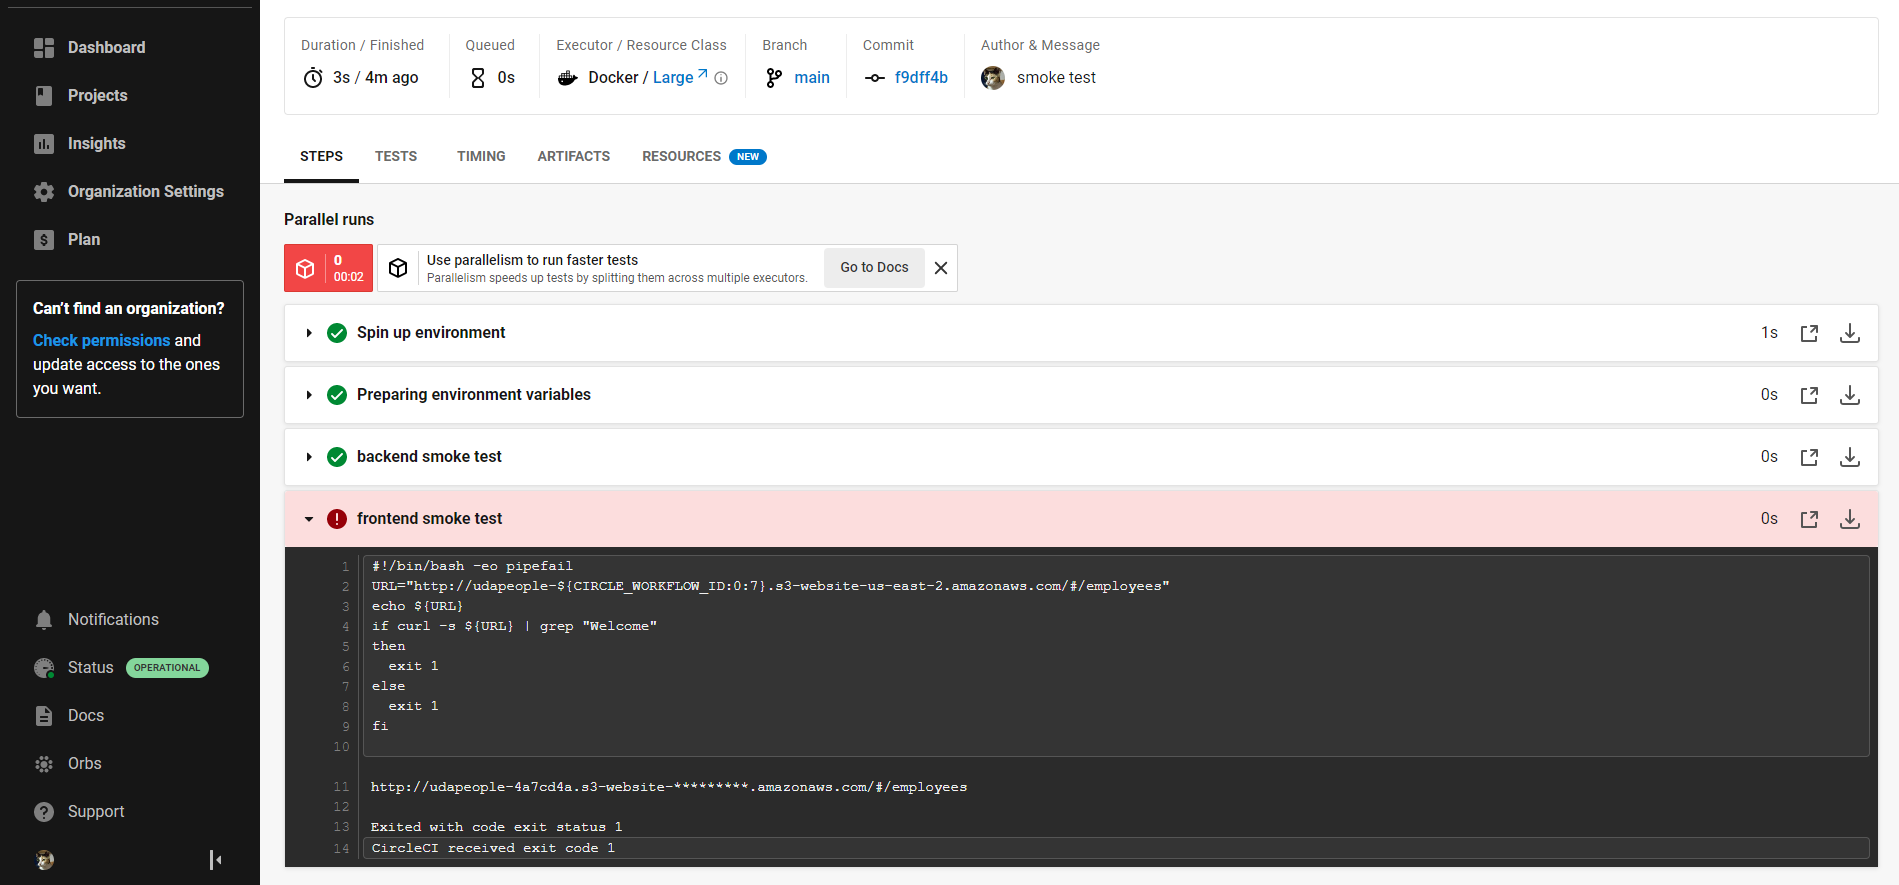 Dashboard
Projects
Insights
Organization Settings
Plan
Can't find an organization?
Check permissions and
update access to the ones
you want.
Notifications
Status OPERATIONAL
Docs
Orbs
Support
Duration / Finished
3s / 4m ago
Queued
0s
Executor / Resource Class
Docker / Large
Branch
main
Commit
f9dff4b
Author & Message
smoke test
STEPS TESTS TIMING ARTIFACTS RESOURCES NEW
Parallel runs
0
00:02
Use parallelism to run faster tests
Parallelism speeds up tests by splitting them across multiple executors.
Go to Docs
Spin up environment 1s
Preparing environment variables 0s
backend smoke test 0s
frontend smoke test 0s
1 #!/bin/bash -eo pipefail
2 URL="http://udapeople-${CIRCLE_WORKFLOW_ID:0:7}.s3-website-us-east-2.amazonaws.com/#/employees"
3 echo ${URL}
4 if curl -s ${URL} | grep "Welcome"
5 then
6 exit 1
7 else
8 exit 1
9 fi
10
11 http://udapeople-4a7cd4a.s3-website-*********.amazonaws.com/#/employees
12
13 Exited with code exit status 1
14 CircleCI received exit code 1